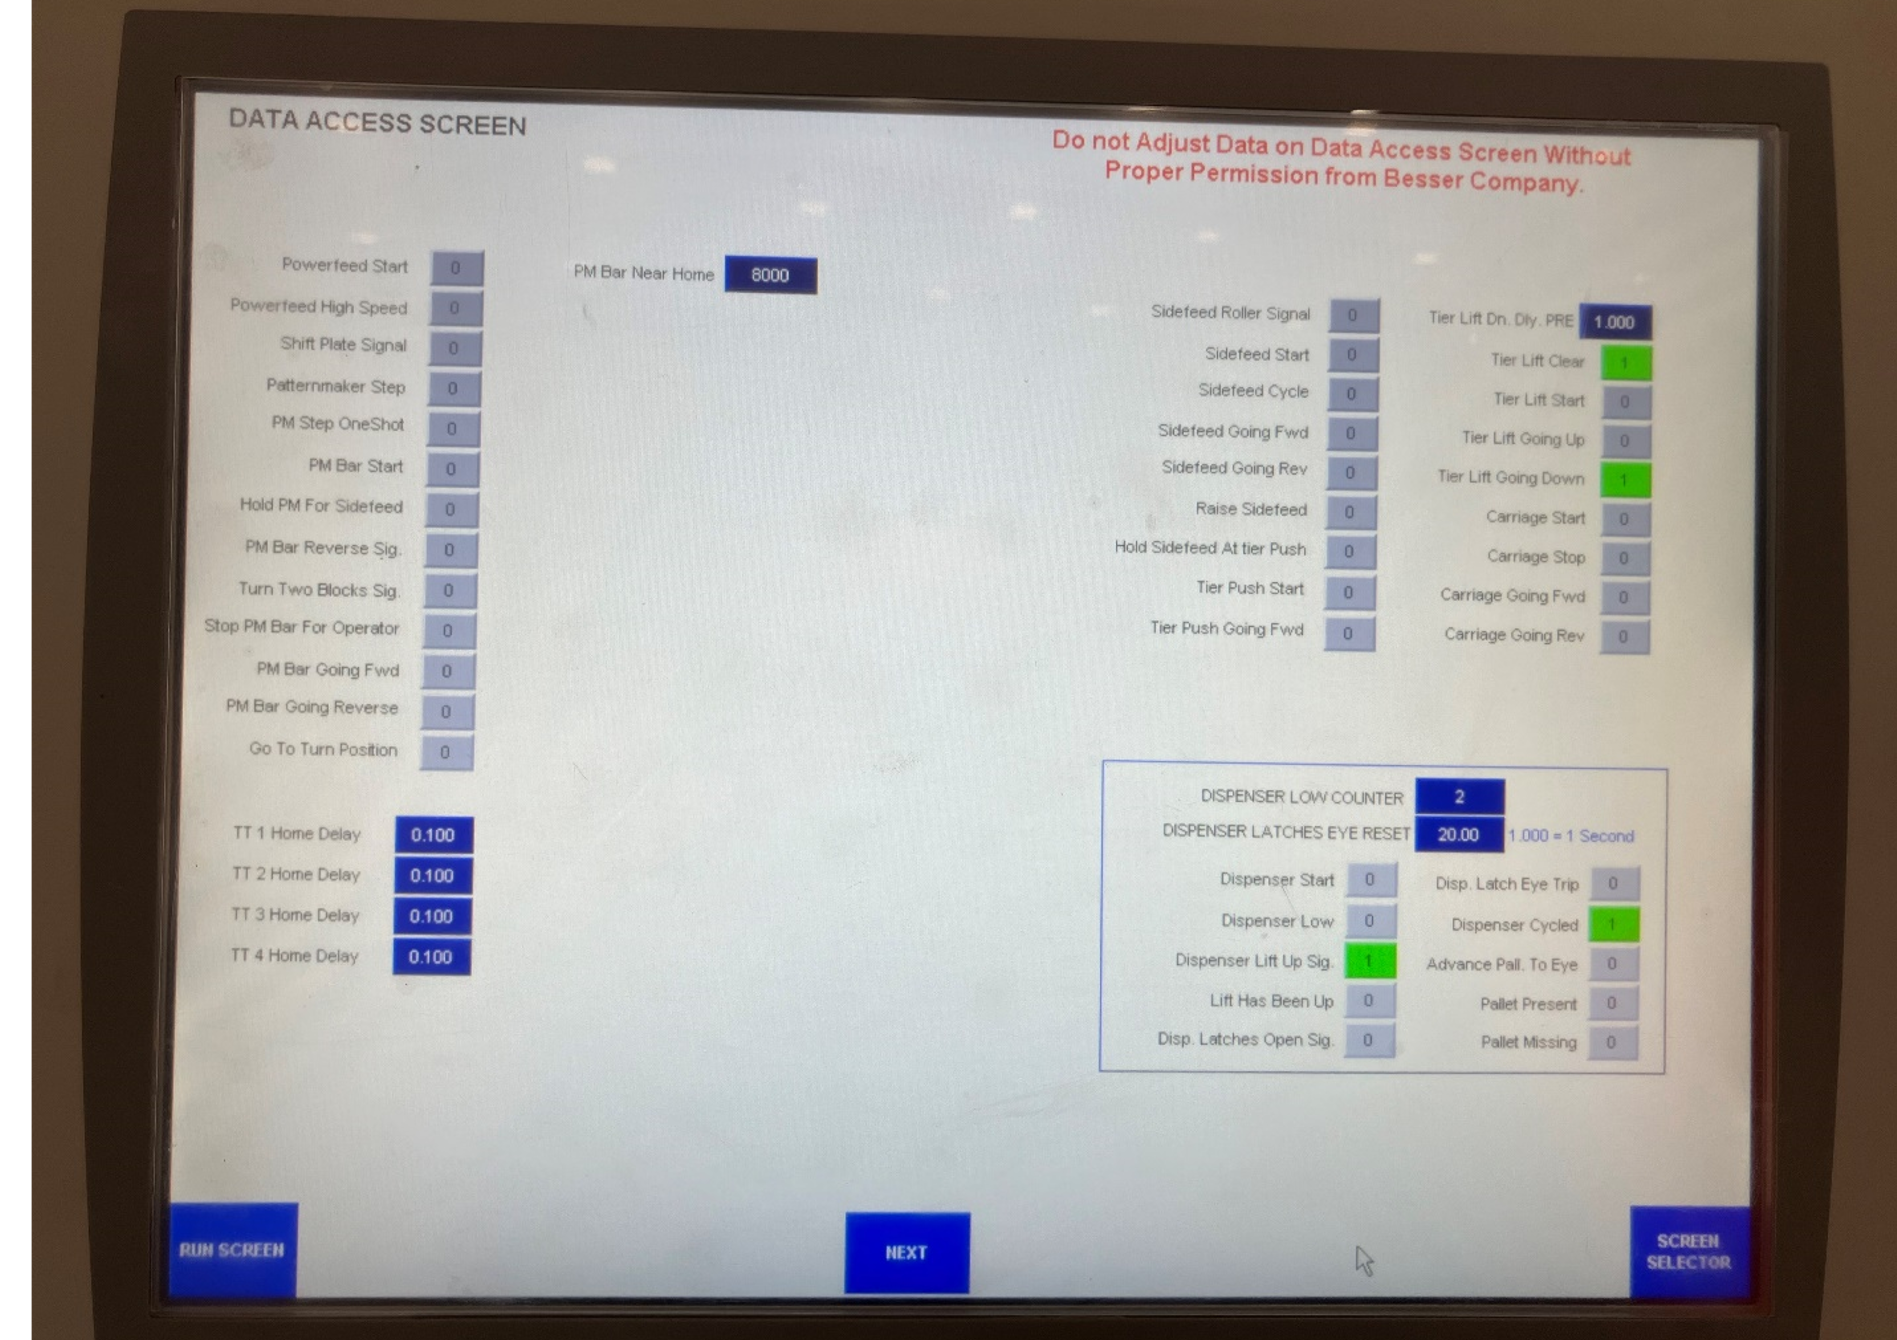 DATA ACCESS SCREEN
Do not Adjust Data on Data Access Screen Without
Proper Permission from Besser Company.
Powerfeed Start 0
Powerfeed High Speed 0
Shift Plate Signal 0
Patternmaker Step 0
PM Step OneShot 0
PM Bar Start 0
Hold PM For Sidefeed 0
PM Bar Reverse Sig. 0
Turn Two Blocks Sig. 0
Stop PM Bar For Operator 0
PM Bar Going Fwd 0
PM Bar Going Reverse 0
Go To Turn Position 0
TT 1 Home Delay 0.100
TT 2 Home Delay 0.100
TT 3 Home Delay 0.100
TT 4 Home Delay 0.100
PM Bar Near Home 8000
Sidefeed Roller Signal 0
Sidefeed Start 0
Sidefeed Cycle 0
Sidefeed Going Fwd 0
Sidefeed Going Rev 0
Raise Sidefeed 0
Hold Sidefeed At tier Push 0
Tier Push Start 0
Tier Push Going Fwd 0
Tier Lift Dn. Dly. PRE 1.000
Tier Lift Clear 1
Tier Lift Start 0
Tier Lift Going Up 0
Tier Lift Going Down 1
Carriage Start 0
Carriage Stop 0
Carriage Going Fwd 0
Carriage Going Rev 0
DISPENSER LOW COUNTER 2
DISPENSER LATCHES EYE RESET 20.00 1.000 = 1 Second
Dispenser Start 0
Dispenser Low 0
Dispenser Lift Up Sig. 1
Lift Has Been Up 0
Disp. Latches Open Sig. 0
Disp. Latch Eye Trip 0
Dispenser Cycled 1
Advance Pall. To Eye 0
Pallet Present 0
Pallet Missing 0
RUN SCREEN
NEXT
SCREEN
SELECTOR